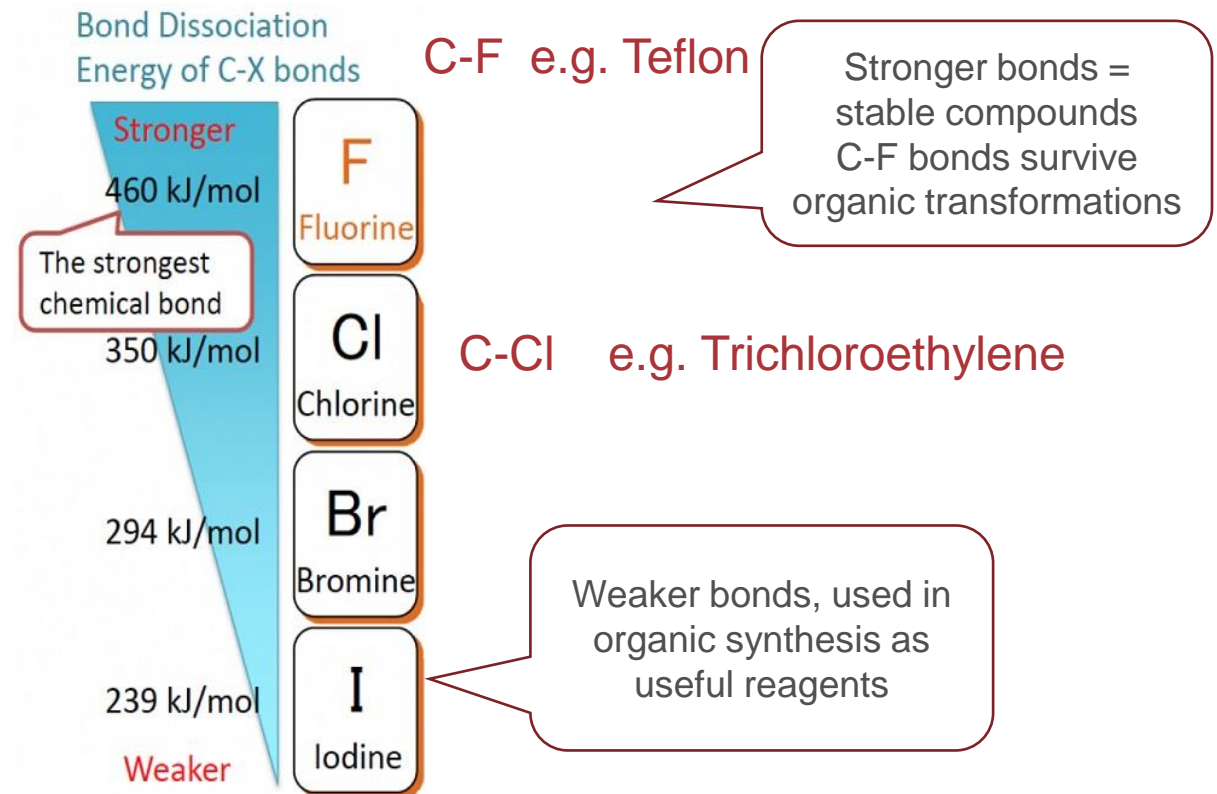 Bond Dissociation
Energy of C-X bonds
C-F e.g. Teflon
Stronger bonds =
stable compounds
C-F bonds survive
organic transformations
Stronger
460 kJ/mol
F
Fluorine
The strongest
chemical bond
350 kJ/mol
Cl
Chlorine
C-Cl e.g. Trichloroethylene
294 kJ/mol
Br
Bromine
Weaker bonds, used in
organic synthesis as
useful reagents
239 kJ/mol
I
Iodine
Weaker